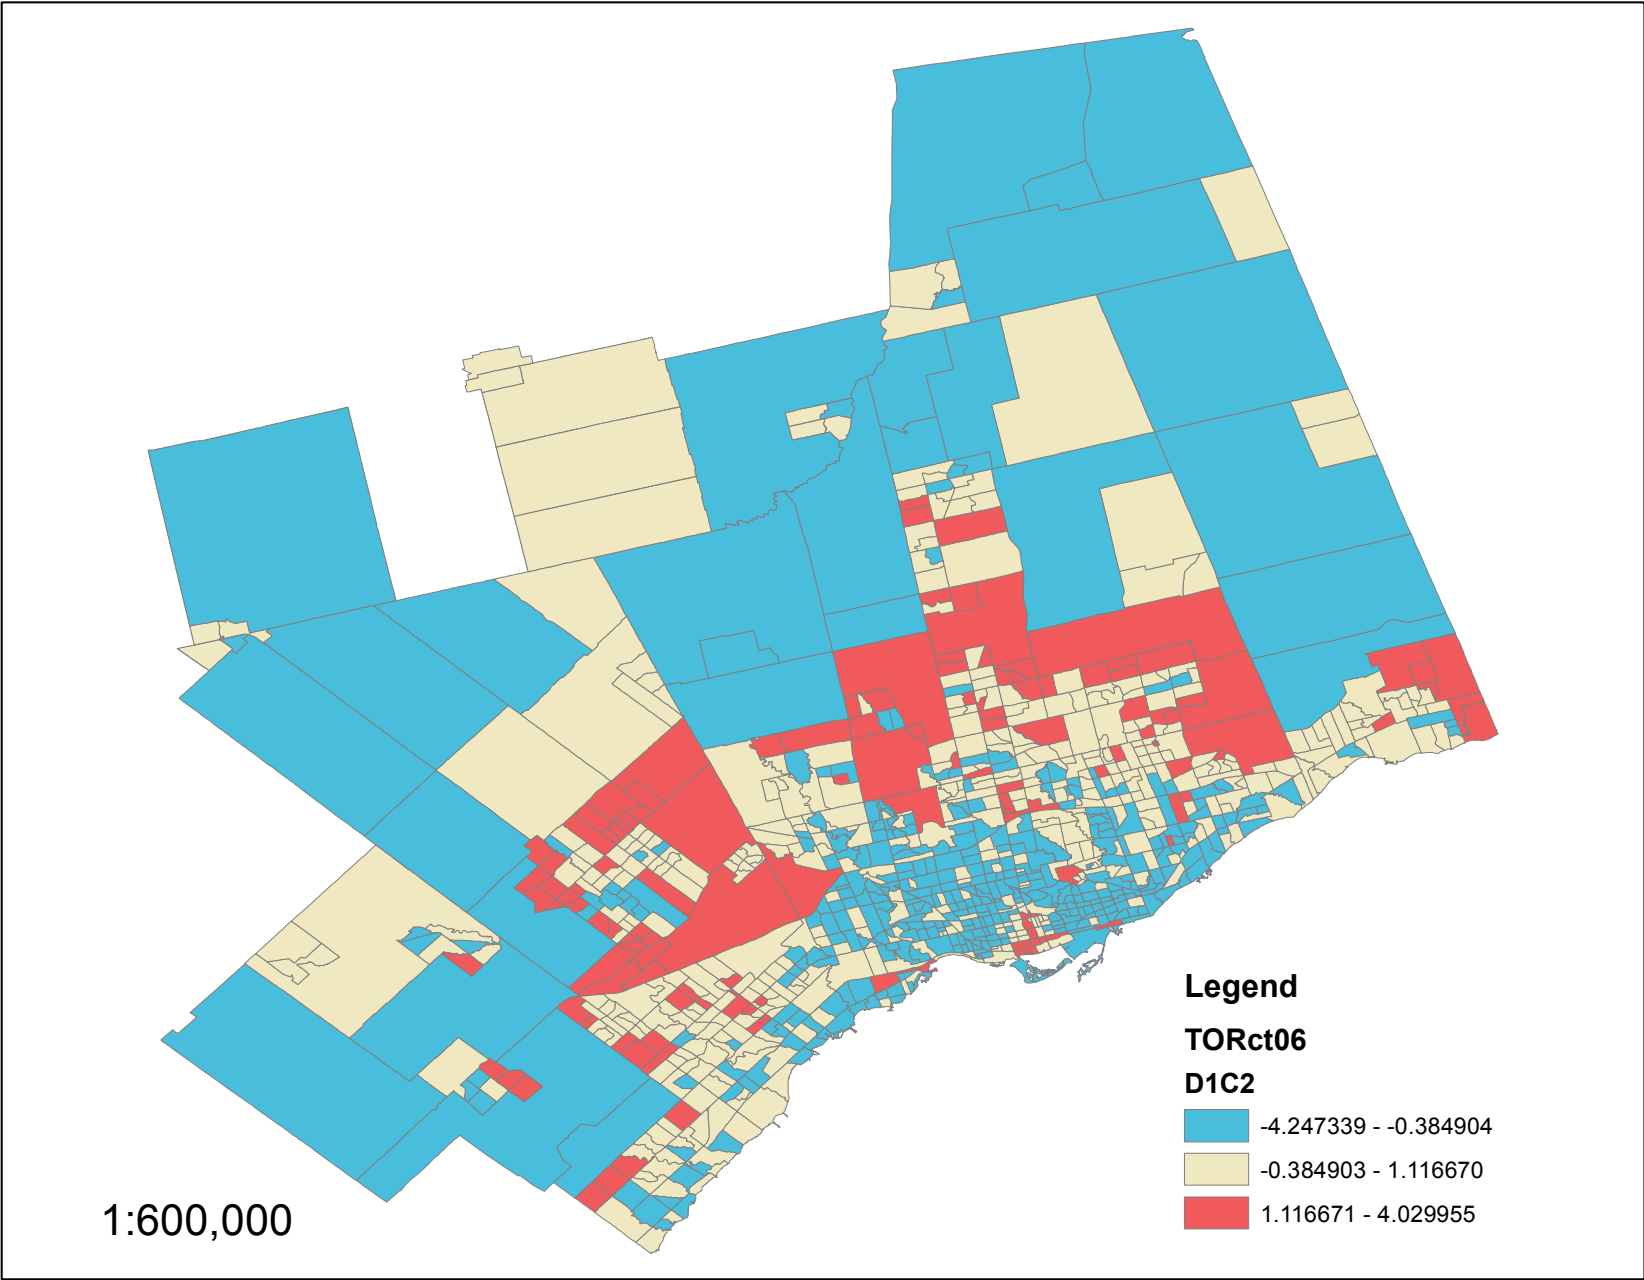 Legend
TORct06
D1C2
-4.247339 - -0.384904
-0.384903 - 1.116670
1.116671 - 4.029955
1:600,000